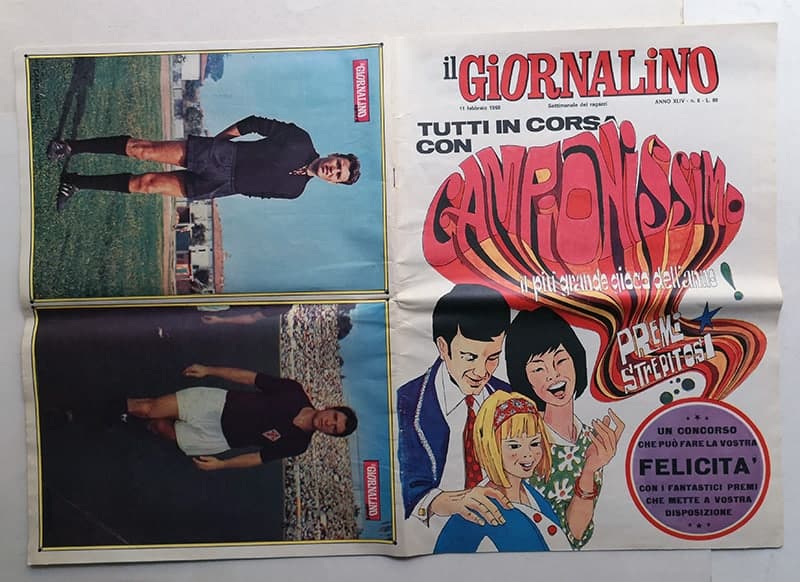 il GiORNALiNO
11 febbraio 1968
Settimanale dei ragazzi
ANNO XLIV - n. 6 - L. 80
TUTTI IN CORSA
CON
CAMPIONISSIMO
il più grande gioco dell'anno!
PREMI
STREPITOSI
UN CONCORSO
CHE PUÒ FARE LA VOSTRA
FELICITA'
CON I FANTASTICI PREMI
CHE METTE A VOSTRA
DISPOSIZIONE
il GIORNALINO
il GIORNALINO